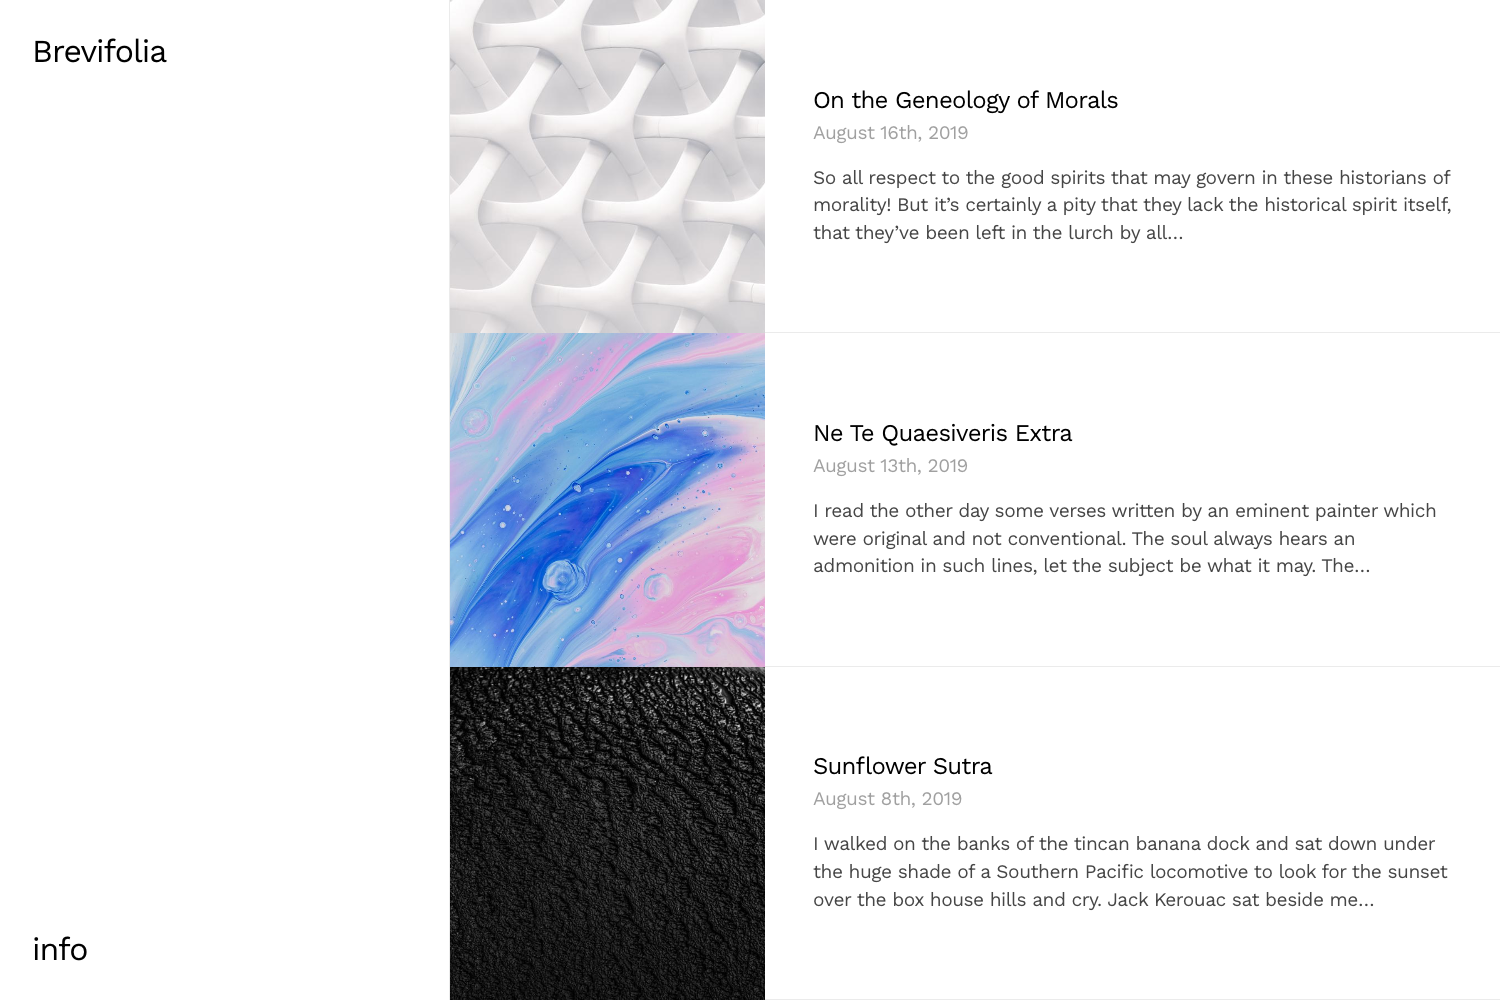 Brevifolia
On the Geneology of Morals
August 16th, 2019
So all respect to the good spirits that may govern in these historians of
morality! But it’s certainly a pity that they lack the historical spirit itself,
that they’ve been left in the lurch by all…
Ne Te Quaesiveris Extra
August 13th, 2019
I read the other day some verses written by an eminent painter which
were original and not conventional. The soul always hears an
admonition in such lines, let the subject be what it may. The…
Sunflower Sutra
August 8th, 2019
I walked on the banks of the tincan banana dock and sat down under
the huge shade of a Southern Pacific locomotive to look for the sunset
over the box house hills and cry. Jack Kerouac sat beside me…
info